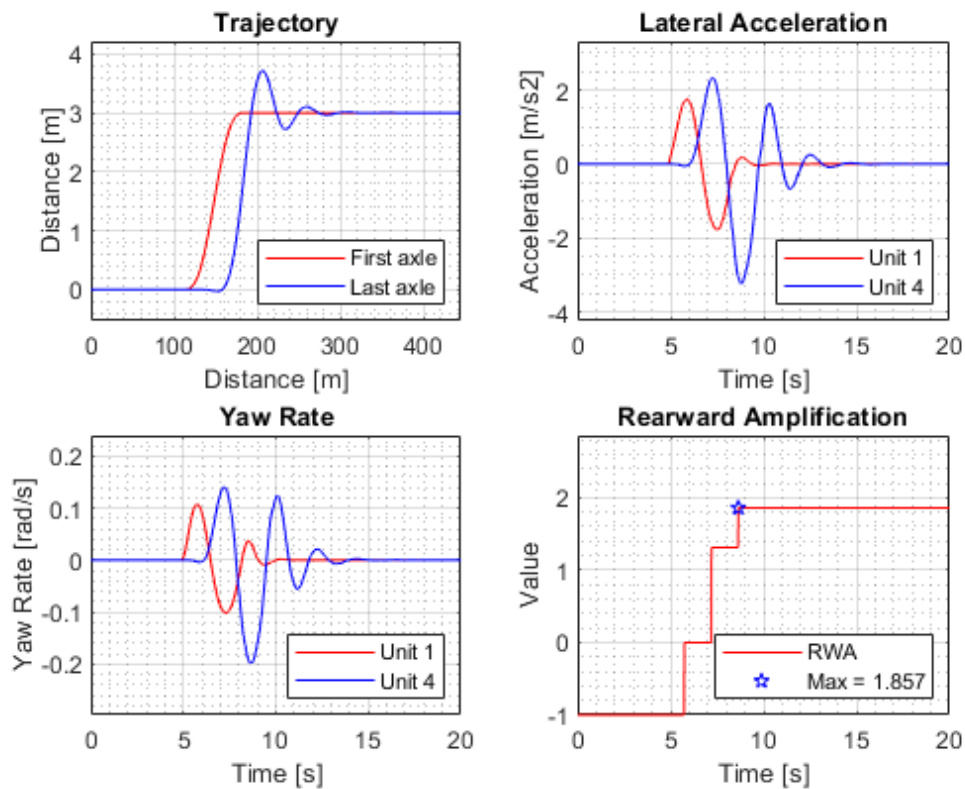 Trajectory
4
3
2
1
0
Distance [m]
First axle
Last axle
0
100
200
300
400
Distance [m]
Lateral Acceleration
2
0
-2
-4
Acceleration [m/s2]
Unit 1
Unit 4
0
5
10
15
20
Time [s]
Yaw Rate
0.2
0.1
0
-0.1
-0.2
Yaw Rate [rad/s]
Unit 1
Unit 4
0
5
10
15
20
Time [s]
Rearward Amplification
2
1
0
-1
Value
RWA
Max = 1.857
0
5
10
15
20
Time [s]